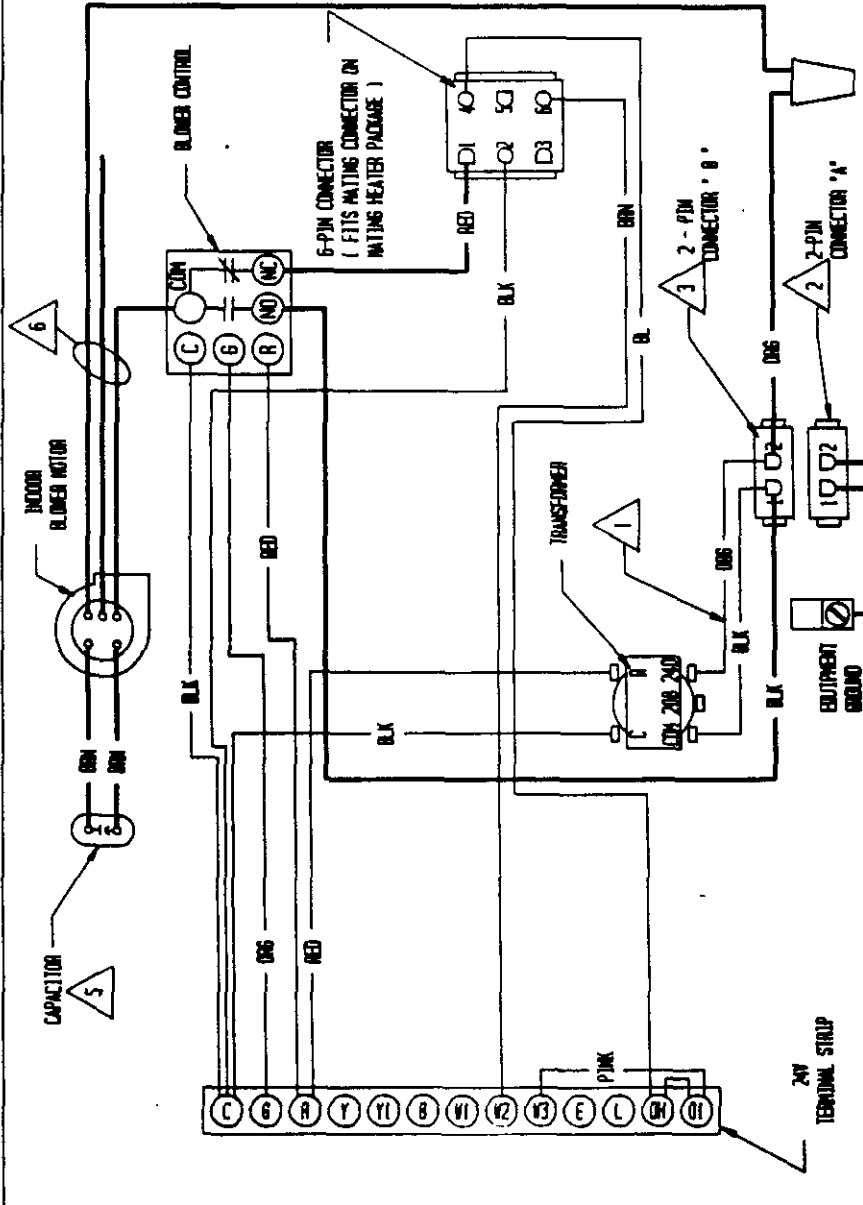 INDOOR
BLOWER MOTOR
CAPACITOR
5
6
BRN
BRN
BLOWER CONTROL
COM
NC
NO
C
G
R
6-PIN CONNECTOR
( FITS MATING CONNECTOR ON
MATING HEATER PACKAGE )
1
2
3
4
5
6
RED
BLK
BRN
BL
BLK
ORG
RED
RED
BLK
TRANSFORMER
1
C
R
COM 208 240
ORG
BLK
BLK
ORG
3
2 - PIN
CONNECTOR " B "
1
2
2
2-PIN
CONNECTOR "A"
1
2
EQUIPMENT
GROUND
C
G
R
Y
Y1
B
W1
W2
W3
E
L
PINK
24V
TERMINAL STRIP